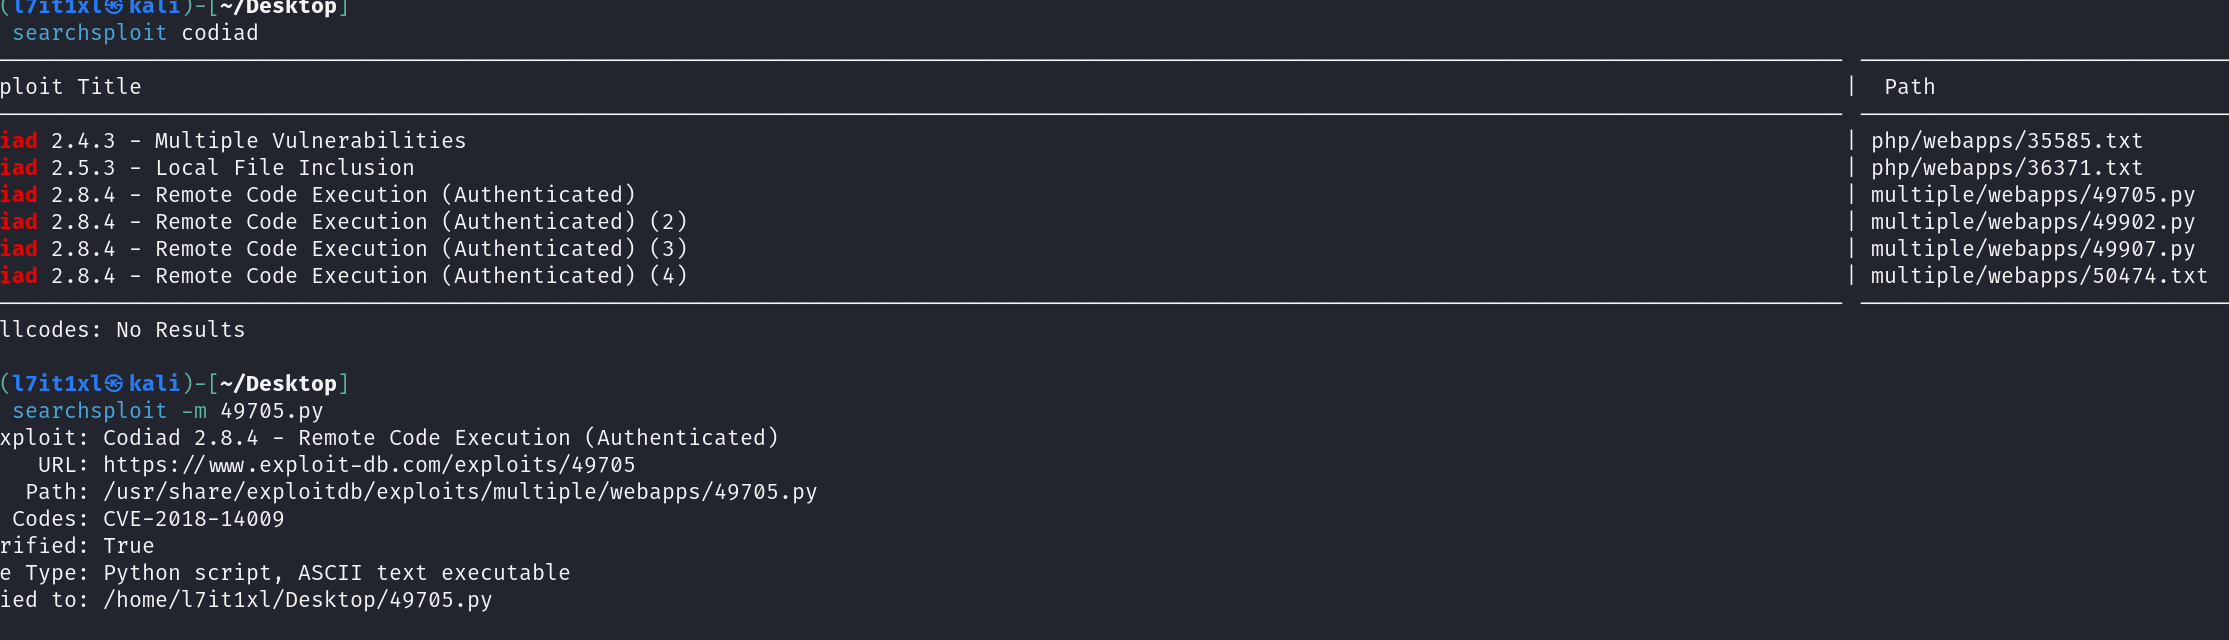 (l7it1xl㉿kali)-[~/Desktop]
searchsploit codiad
ploit Title | Path
iad 2.4.3 - Multiple Vulnerabilities | php/webapps/35585.txt
iad 2.5.3 - Local File Inclusion | php/webapps/36371.txt
iad 2.8.4 - Remote Code Execution (Authenticated) | multiple/webapps/49705.py
iad 2.8.4 - Remote Code Execution (Authenticated) (2) | multiple/webapps/49902.py
iad 2.8.4 - Remote Code Execution (Authenticated) (3) | multiple/webapps/49907.py
iad 2.8.4 - Remote Code Execution (Authenticated) (4) | multiple/webapps/50474.txt
llcodes: No Results
(l7it1xl㉿kali)-[~/Desktop]
searchsploit -m 49705.py
xploit: Codiad 2.8.4 - Remote Code Execution (Authenticated)
URL: https://www.exploit-db.com/exploits/49705
Path: /usr/share/exploitdb/exploits/multiple/webapps/49705.py
Codes: CVE-2018-14009
rified: True
e Type: Python script, ASCII text executable
ied to: /home/l7it1xl/Desktop/49705.py